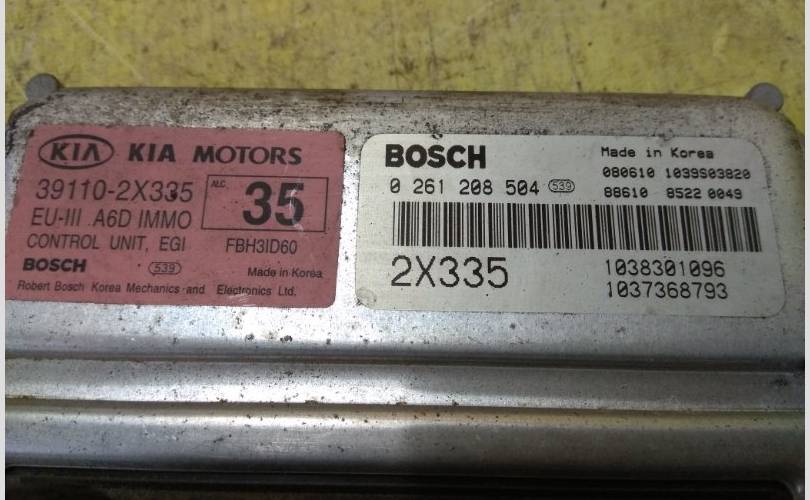 KIA KIA MOTORS
39110-2X335
ALC. 35
EU-III A6D IMMO
CONTROL UNIT, EGI FBH3ID60
BOSCH 539 Made in Korea
Robert Bosch Korea Mechanics and Electronics Ltd.
BOSCH Made in Korea
080610 1039S03820
0 261 208 504 539
88610 8522 0049
2X335 1038301096
1037368793